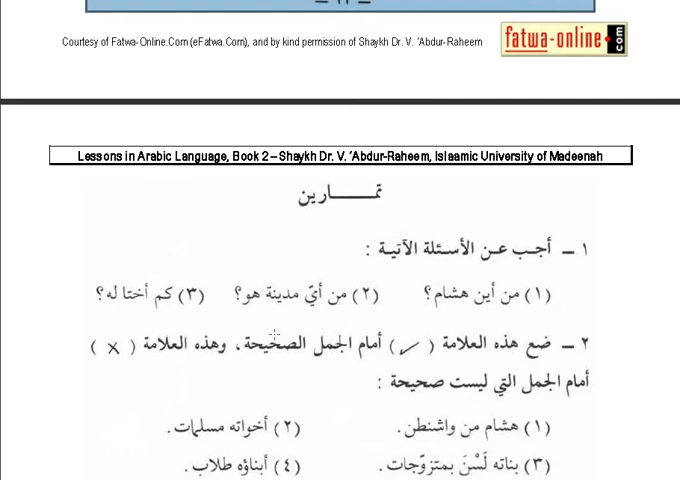 — ١٣ —
Courtesy of Fatwa-Online.Com (eFatwa.Com), and by kind permission of Shaykh Dr. V. ‘Abdur-Raheem
fatwa-online com
Lessons in Arabic Language, Book 2 – Shaykh Dr. V. ‘Abdur-Raheem, Islaamic University of Madeenah
تمـــــارين
١ ــ أجب عن الأسئلة الآتية :
(١) من أين هشام؟ (٢) من أيّ مدينة هو؟ (٣) كم أختا له؟
٢ ــ ضع هذه العلامة ( ✓ ) أمام الجمل الصحيحة، وهذه العلامة ( x )
أمام الجمل التي ليست صحيحة :
(١) هشام من واشنطن. (٢) أخواته مسلمات.
(٣) بناته لَسْنَ بمتزوّجات. (٤) أبناؤه طلاب.